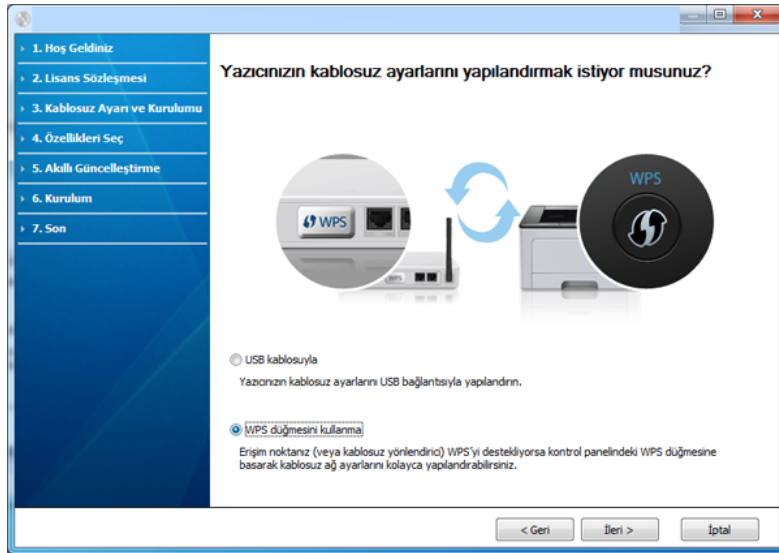 1. Hoş Geldiniz
2. Lisans Sözleşmesi
3. Kablosuz Ayarı ve Kurulumu
4. Özellikleri Seç
5. Akıllı Güncelleştirme
6. Kurulum
7. Son
Yazıcınızın kablosuz ayarlarını yapılandırmak istiyor musunuz?
WPS
WPS
WPS
USB kablosuyla
Yazıcınızın kablosuz ayarlarını USB bağlantısıyla yapılandırın.
WPS düğmesini kullanma
Erişim noktanız (veya kablosuz yönlendirici) WPS'yi destekliyorsa kontrol panelindeki WPS düğmesine
basarak kablosuz ağ ayarlarını kolayca yapılandırabilirsiniz.
< Geri
İleri >
İptal